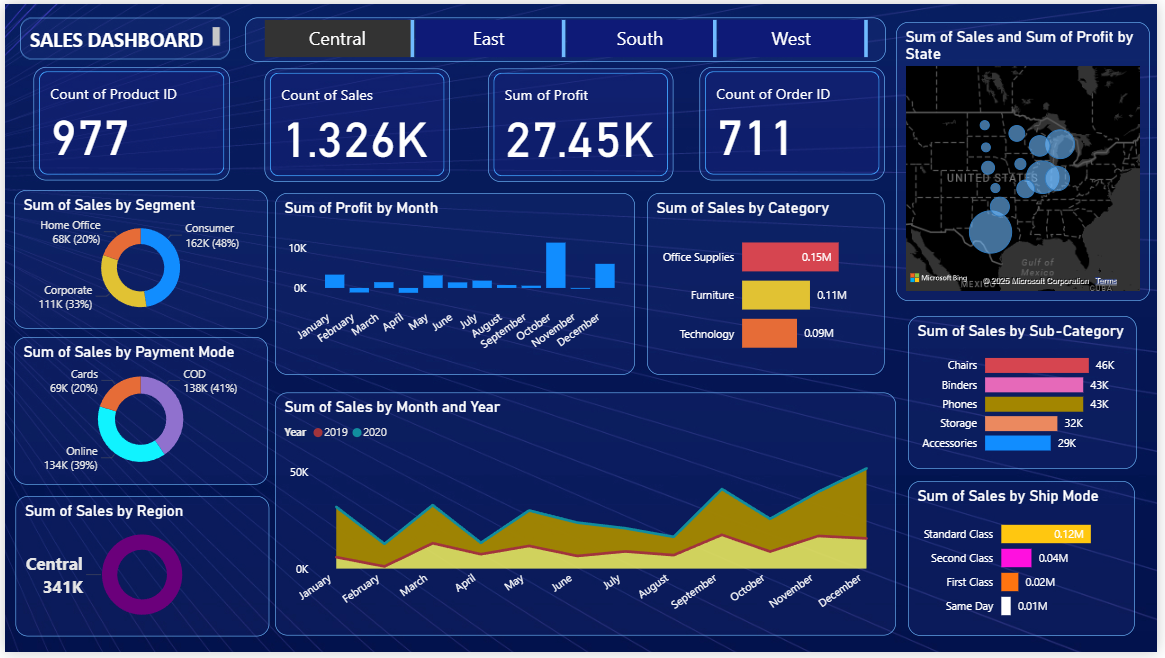 SALES DASHBOARD
Central
East
South
West
Count of Product ID
977
Count of Sales
1.326K
Sum of Profit
27.45K
Count of Order ID
711
Sum of Sales and Sum of Profit by
State
UNITED STATES
Gulf of
Mexico
MEXICO
CUBA
Microsoft Bing
© 2025 Microsoft Corporation
Terms
Sum of Sales by Segment
Home Office
68K (20%)
Consumer
162K (48%)
Corporate
111K (33%)
Sum of Profit by Month
10K
0K
January
February
March
April
May
June
July
August
September
October
November
December
Sum of Sales by Category
Office Supplies
0.15M
Furniture
0.11M
Technology
0.09M
Sum of Sales by Payment Mode
Cards
69K (20%)
COD
138K (41%)
Online
134K (39%)
Sum of Sales by Month and Year
Year 2019 2020
50K
0K
January
February
March
April
May
June
July
August
September
October
November
December
Sum of Sales by Sub-Category
Chairs
46K
Binders
43K
Phones
43K
Storage
32K
Accessories
29K
Sum of Sales by Region
Central
341K
Sum of Sales by Ship Mode
Standard Class
0.12M
Second Class
0.04M
First Class
0.02M
Same Day
0.01M